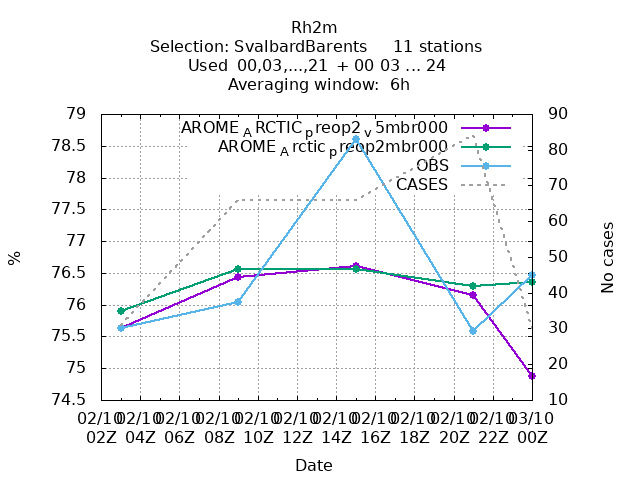 Rh2m
Selection: SvalbardBarents 11 stations
Used 00,03,...,21 + 00 03 ... 24
Averaging window: 6h
79 90
AROME_ARCTIC_preop2_v5mbr000
78.5 80
AROME_Arctic_preop2mbr000
OBS
78 70
CASES
77.5 60
77 50
76.5 40
76 30
75.5 20
75
74.5 10
%
No cases
02/10 02/10 02/10 02/10 02/10 02/10 02/10 02/10 02/10 02/10 02/10 03/10
02Z 04Z 06Z 08Z 10Z 12Z 14Z 16Z 18Z 20Z 22Z 00Z
Date